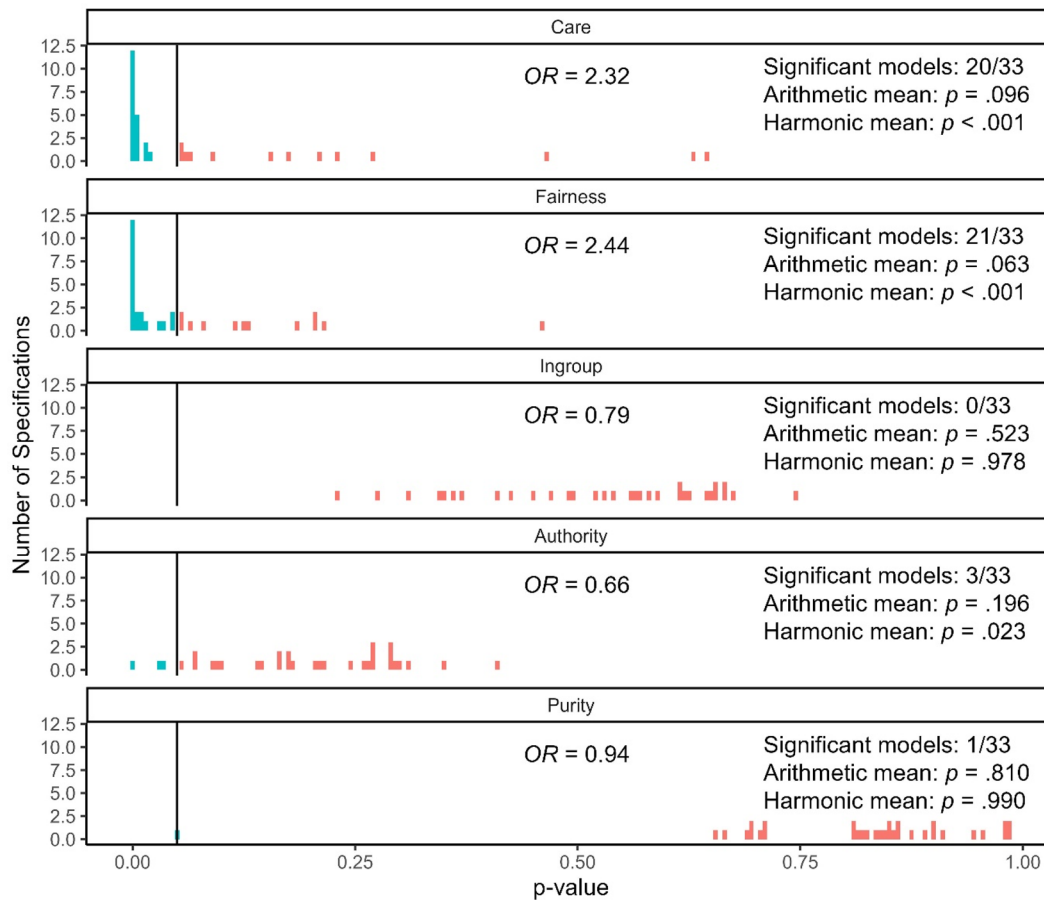 Care
12.5
10.0
7.5
5.0
2.5
0.0
OR = 2.32
Significant models: 20/33
Arithmetic mean: p = .096
Harmonic mean: p < .001
Fairness
12.5
10.0
7.5
5.0
2.5
0.0
OR = 2.44
Significant models: 21/33
Arithmetic mean: p = .063
Harmonic mean: p < .001
Ingroup
12.5
10.0
7.5
5.0
2.5
0.0
OR = 0.79
Significant models: 0/33
Arithmetic mean: p = .523
Harmonic mean: p = .978
Authority
12.5
10.0
7.5
5.0
2.5
0.0
OR = 0.66
Significant models: 3/33
Arithmetic mean: p = .196
Harmonic mean: p = .023
Purity
12.5
10.0
7.5
5.0
2.5
0.0
OR = 0.94
Significant models: 1/33
Arithmetic mean: p = .810
Harmonic mean: p = .990
Number of Specifications
0.00 0.25 0.50 0.75 1.00
p-value